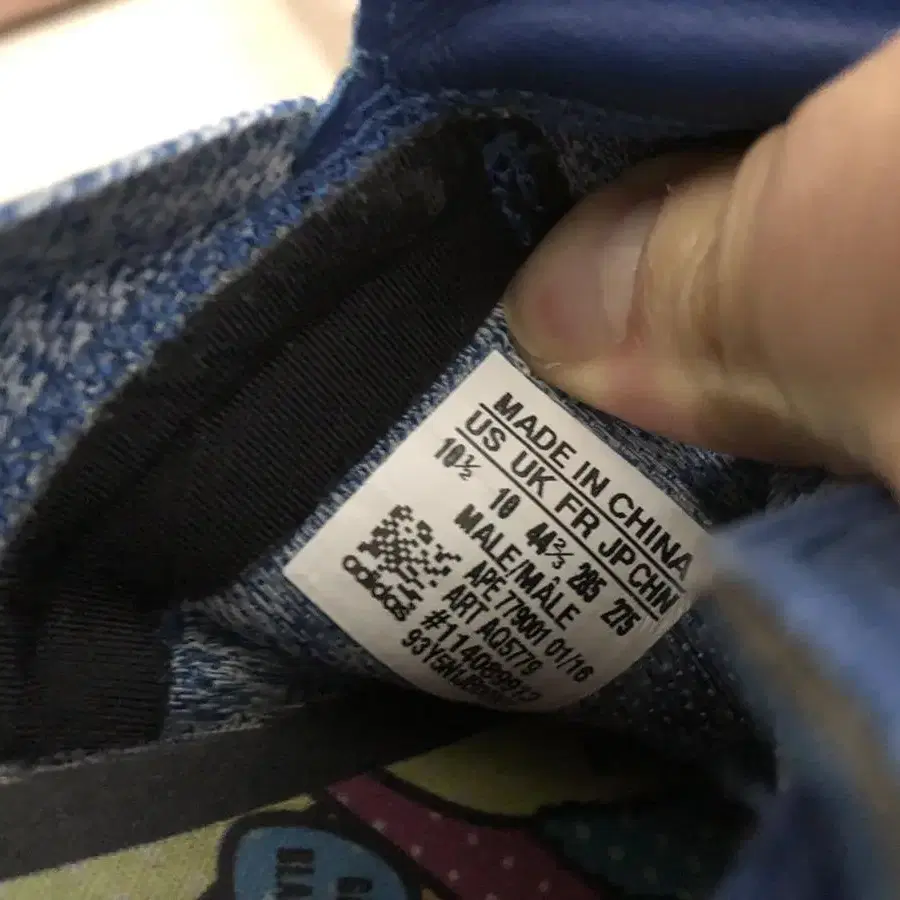 MADE IN CHINA
US UK FR JP CHN
10½ 10 44⅔ 285 275
MALE/MÂLE
APE 779001 01/16
ART AQ5779
adidas